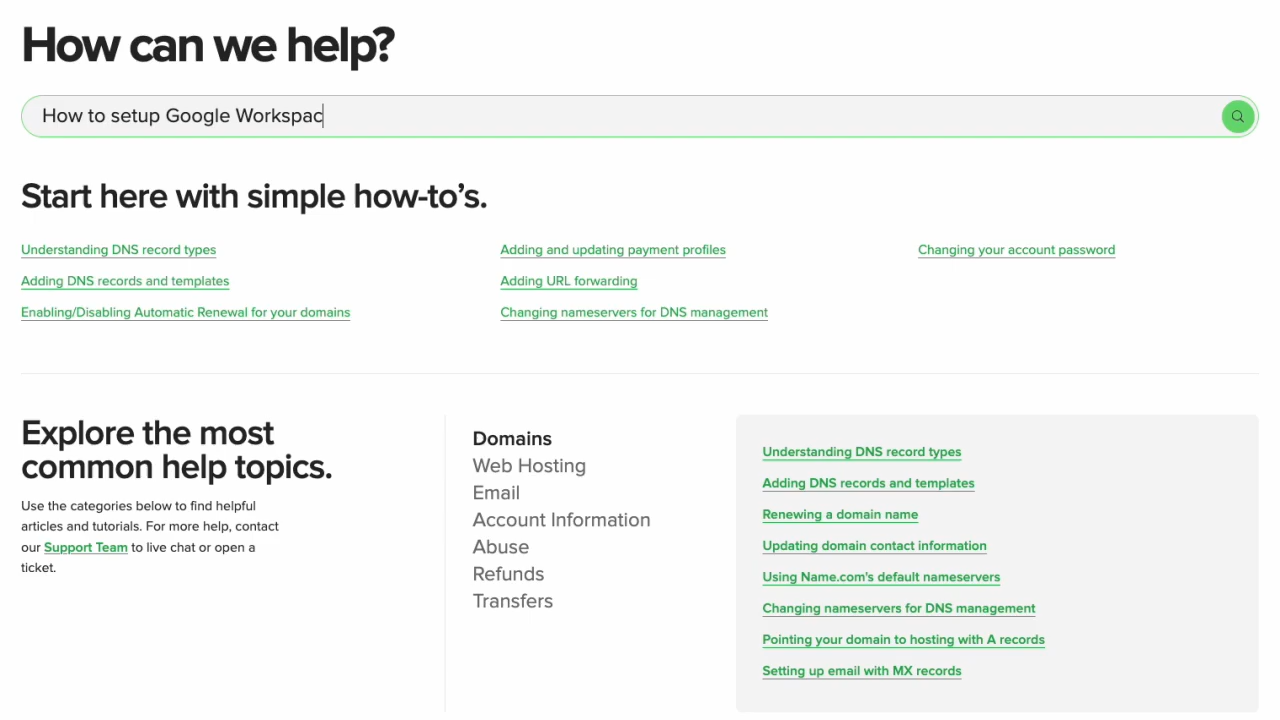 How can we help?
How to setup Google Workspac
Start here with simple how-to’s.
Understanding DNS record types
Adding and updating payment profiles
Changing your account password
Adding DNS records and templates
Adding URL forwarding
Enabling/Disabling Automatic Renewal for your domains
Changing nameservers for DNS management
Explore the most
common help topics.
Use the categories below to find helpful
articles and tutorials. For more help, contact
our Support Team to live chat or open a
ticket.
Domains
Web Hosting
Email
Account Information
Abuse
Refunds
Transfers
Understanding DNS record types
Adding DNS records and templates
Renewing a domain name
Updating domain contact information
Using Name.com's default nameservers
Changing nameservers for DNS management
Pointing your domain to hosting with A records
Setting up email with MX records